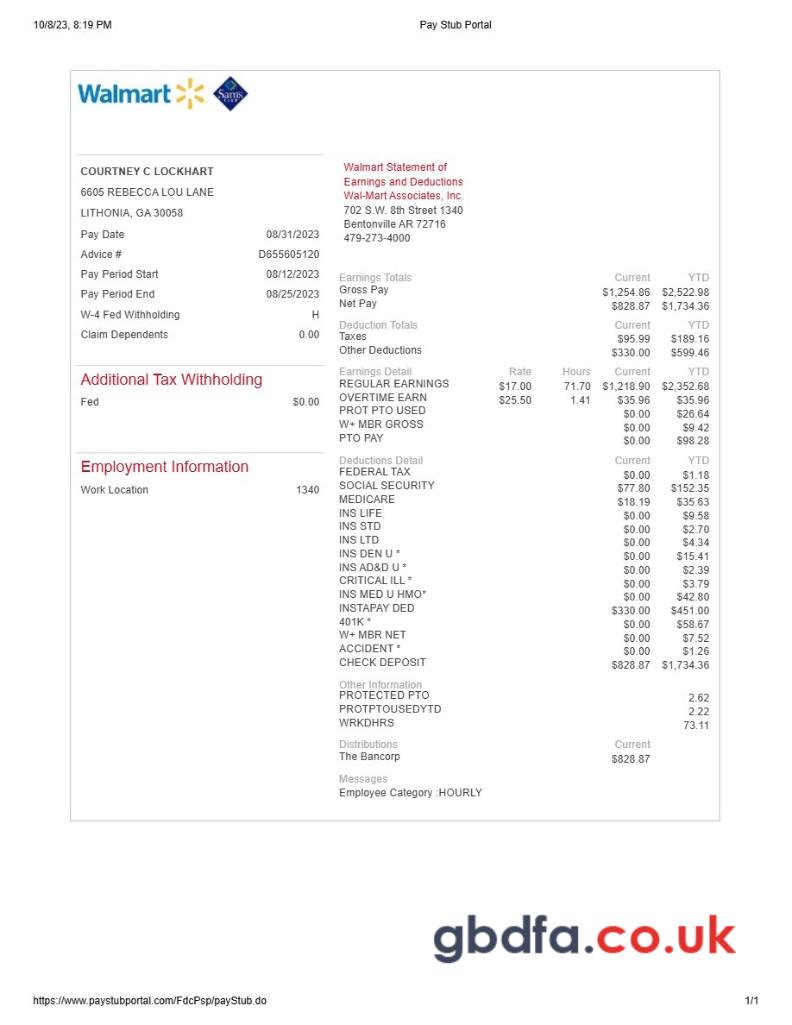 10/8/23, 8:19 PM Pay Stub Portal
Walmart Sam's Club
COURTNEY C LOCKHART
6605 REBECCA LOU LANE
LITHONIA, GA 30058
Pay Date 08/31/2023
Advice # D655605120
Pay Period Start 08/12/2023
Pay Period End 08/25/2023
W-4 Fed Withholding H
Claim Dependents 0.00
Additional Tax Withholding
Fed $0.00
Employment Information
Work Location 1340
Walmart Statement of
Earnings and Deductions
Wal-Mart Associates, Inc.
702 S.W. 8th Street 1340
Bentonville AR 72716
479-273-4000
Earnings Totals Current YTD
Gross Pay $1,254.86 $2,522.98
Net Pay $828.87 $1,734.36
Deduction Totals Current YTD
Taxes $95.99 $189.16
Other Deductions $330.00 $599.46
Earnings Detail Rate Hours Current YTD
REGULAR EARNINGS $17.00 71.70 $1,218.90 $2,352.68
OVERTIME EARN $25.50 1.41 $35.96 $35.96
PROT PTO USED $0.00 $26.64
W+ MBR GROSS $0.00 $9.42
PTO PAY $0.00 $98.28
Deductions Detail Current YTD
FEDERAL TAX $0.00 $1.18
SOCIAL SECURITY $77.80 $152.35
MEDICARE $18.19 $35.63
INS LIFE $0.00 $9.58
INS STD $0.00 $2.70
INS LTD $0.00 $4.34
INS DEN U * $0.00 $15.41
INS AD&D U * $0.00 $2.39
CRITICAL ILL * $0.00 $3.79
INS MED U HMO* $0.00 $42.80
INSTAPAY DED $330.00 $451.00
401K * $0.00 $58.67
W+ MBR NET $0.00 $7.52
ACCIDENT * $0.00 $1.26
CHECK DEPOSIT $828.87 $1,734.36
Other Information
PROTECTED PTO 2.62
PROTPTOUSEDYTD 2.22
WRKDHRS 73.11
Distributions Current
The Bancorp $828.87
Messages
Employee Category :HOURLY
gbdfa.co.uk
https://www.paystubportal.com/FdcPsp/payStub.do 1/1